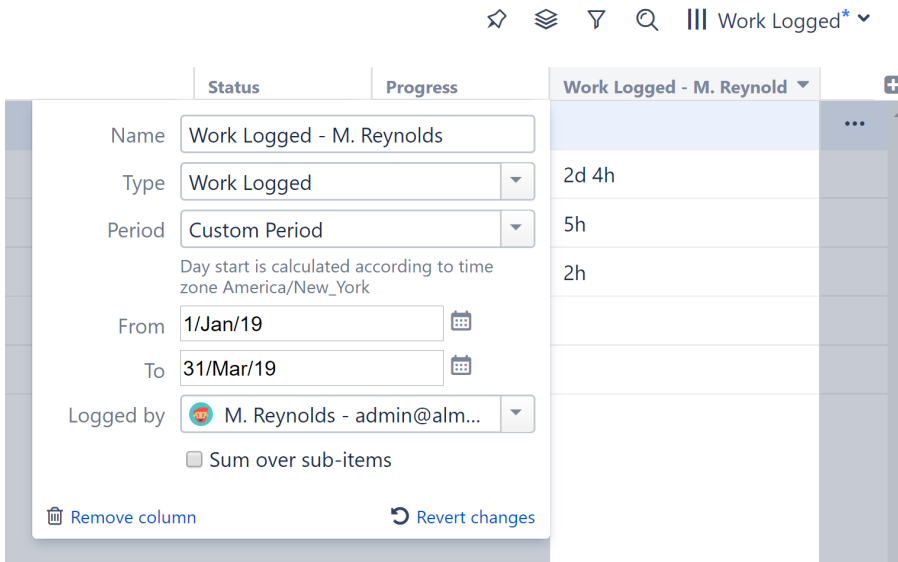 Work Logged*
Status Progress Work Logged - M. Reynold
Name Work Logged - M. Reynolds
Type Work Logged
2d 4h
Period Custom Period
5h
Day start is calculated according to time
zone America/New_York
2h
From 1/Jan/19
To 31/Mar/19
Logged by M. Reynolds - admin@alm...
Sum over sub-items
Remove column Revert changes